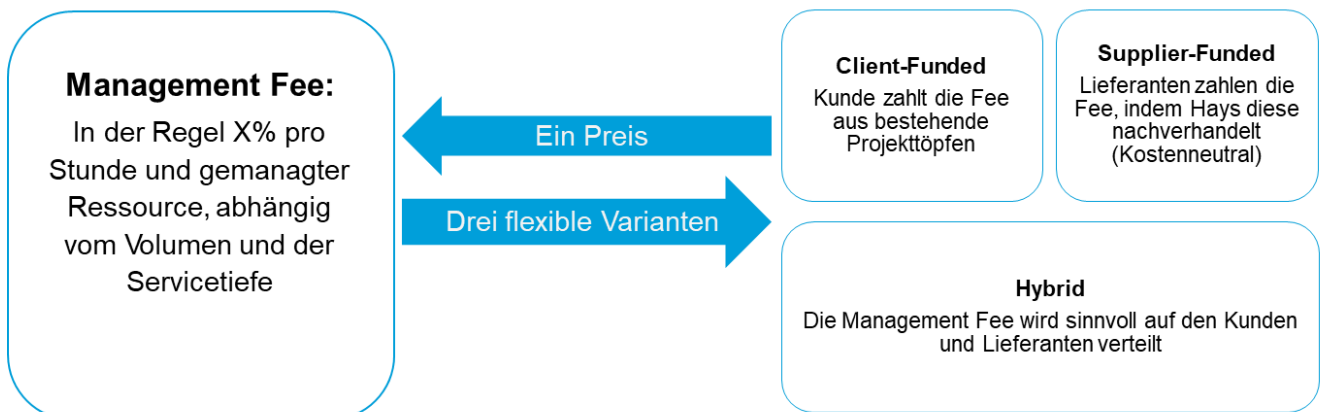 Management Fee:
In der Regel X% pro
Stunde und gemanagter
Ressource, abhängig
vom Volumen und der
Servicetiefe
Ein Preis
Drei flexible Varianten
Client-Funded
Kunde zahlt die Fee
aus bestehende
Projekttöpfen
Supplier-Funded
Lieferanten zahlen die
Fee, indem Hays diese
nachverhandelt
(Kostenneutral)
Hybrid
Die Management Fee wird sinnvoll auf den Kunden
und Lieferanten verteilt